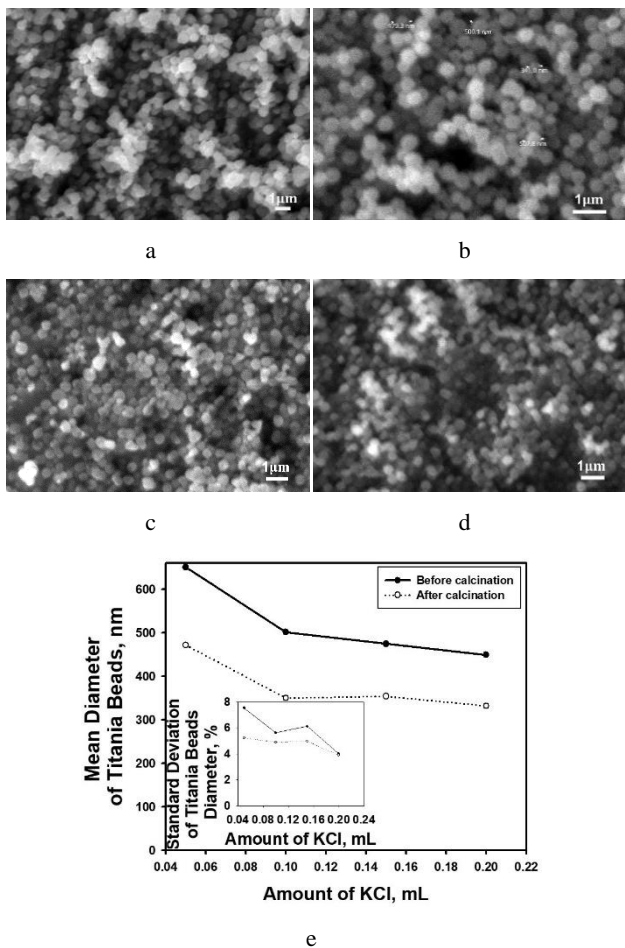 1µm
500.1 nm
1µm
a
b
1µm
1µm
c
d
Mean Diameter
of Titania Beads, nm
600
500
400
300
200
100
0
Before calcination
After calcination
Standard Deviation
of Titania Beads
Diameter, %
8
6
4
2
0
0.04 0.08 0.12 0.16 0.20 0.24
Amount of KCl, mL
0.04 0.06 0.08 0.10 0.12 0.14 0.16 0.18 0.20 0.22
Amount of KCl, mL
e